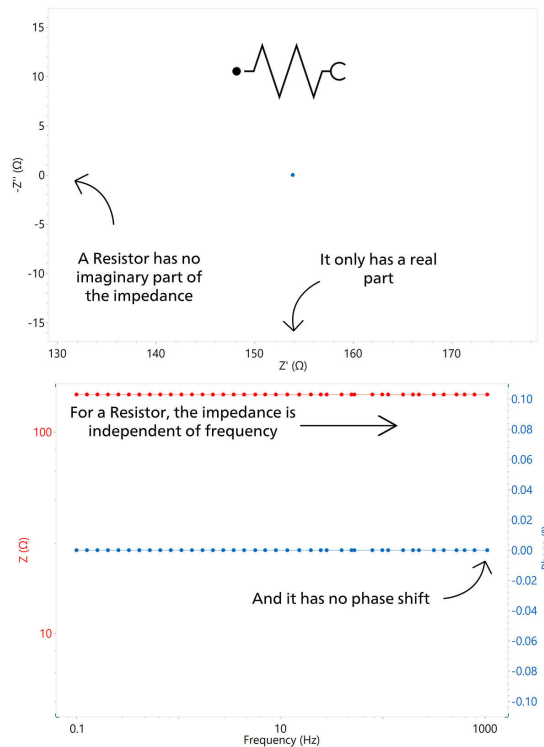 15
10
5
0
-5
-10
-15
-Z'' (Ω)
A Resistor has no
imaginary part of
the impedance
It only has a real
part
130 140 150 160 170
Z' (Ω)
For a Resistor, the impedance is
independent of frequency
100
10
Z (Ω)
0.10
0.08
0.06
0.04
0.02
0.00
-0.02
-0.04
-0.06
-0.08
-0.10
And it has no phase shift
0.1 10 1000
Frequency (Hz)